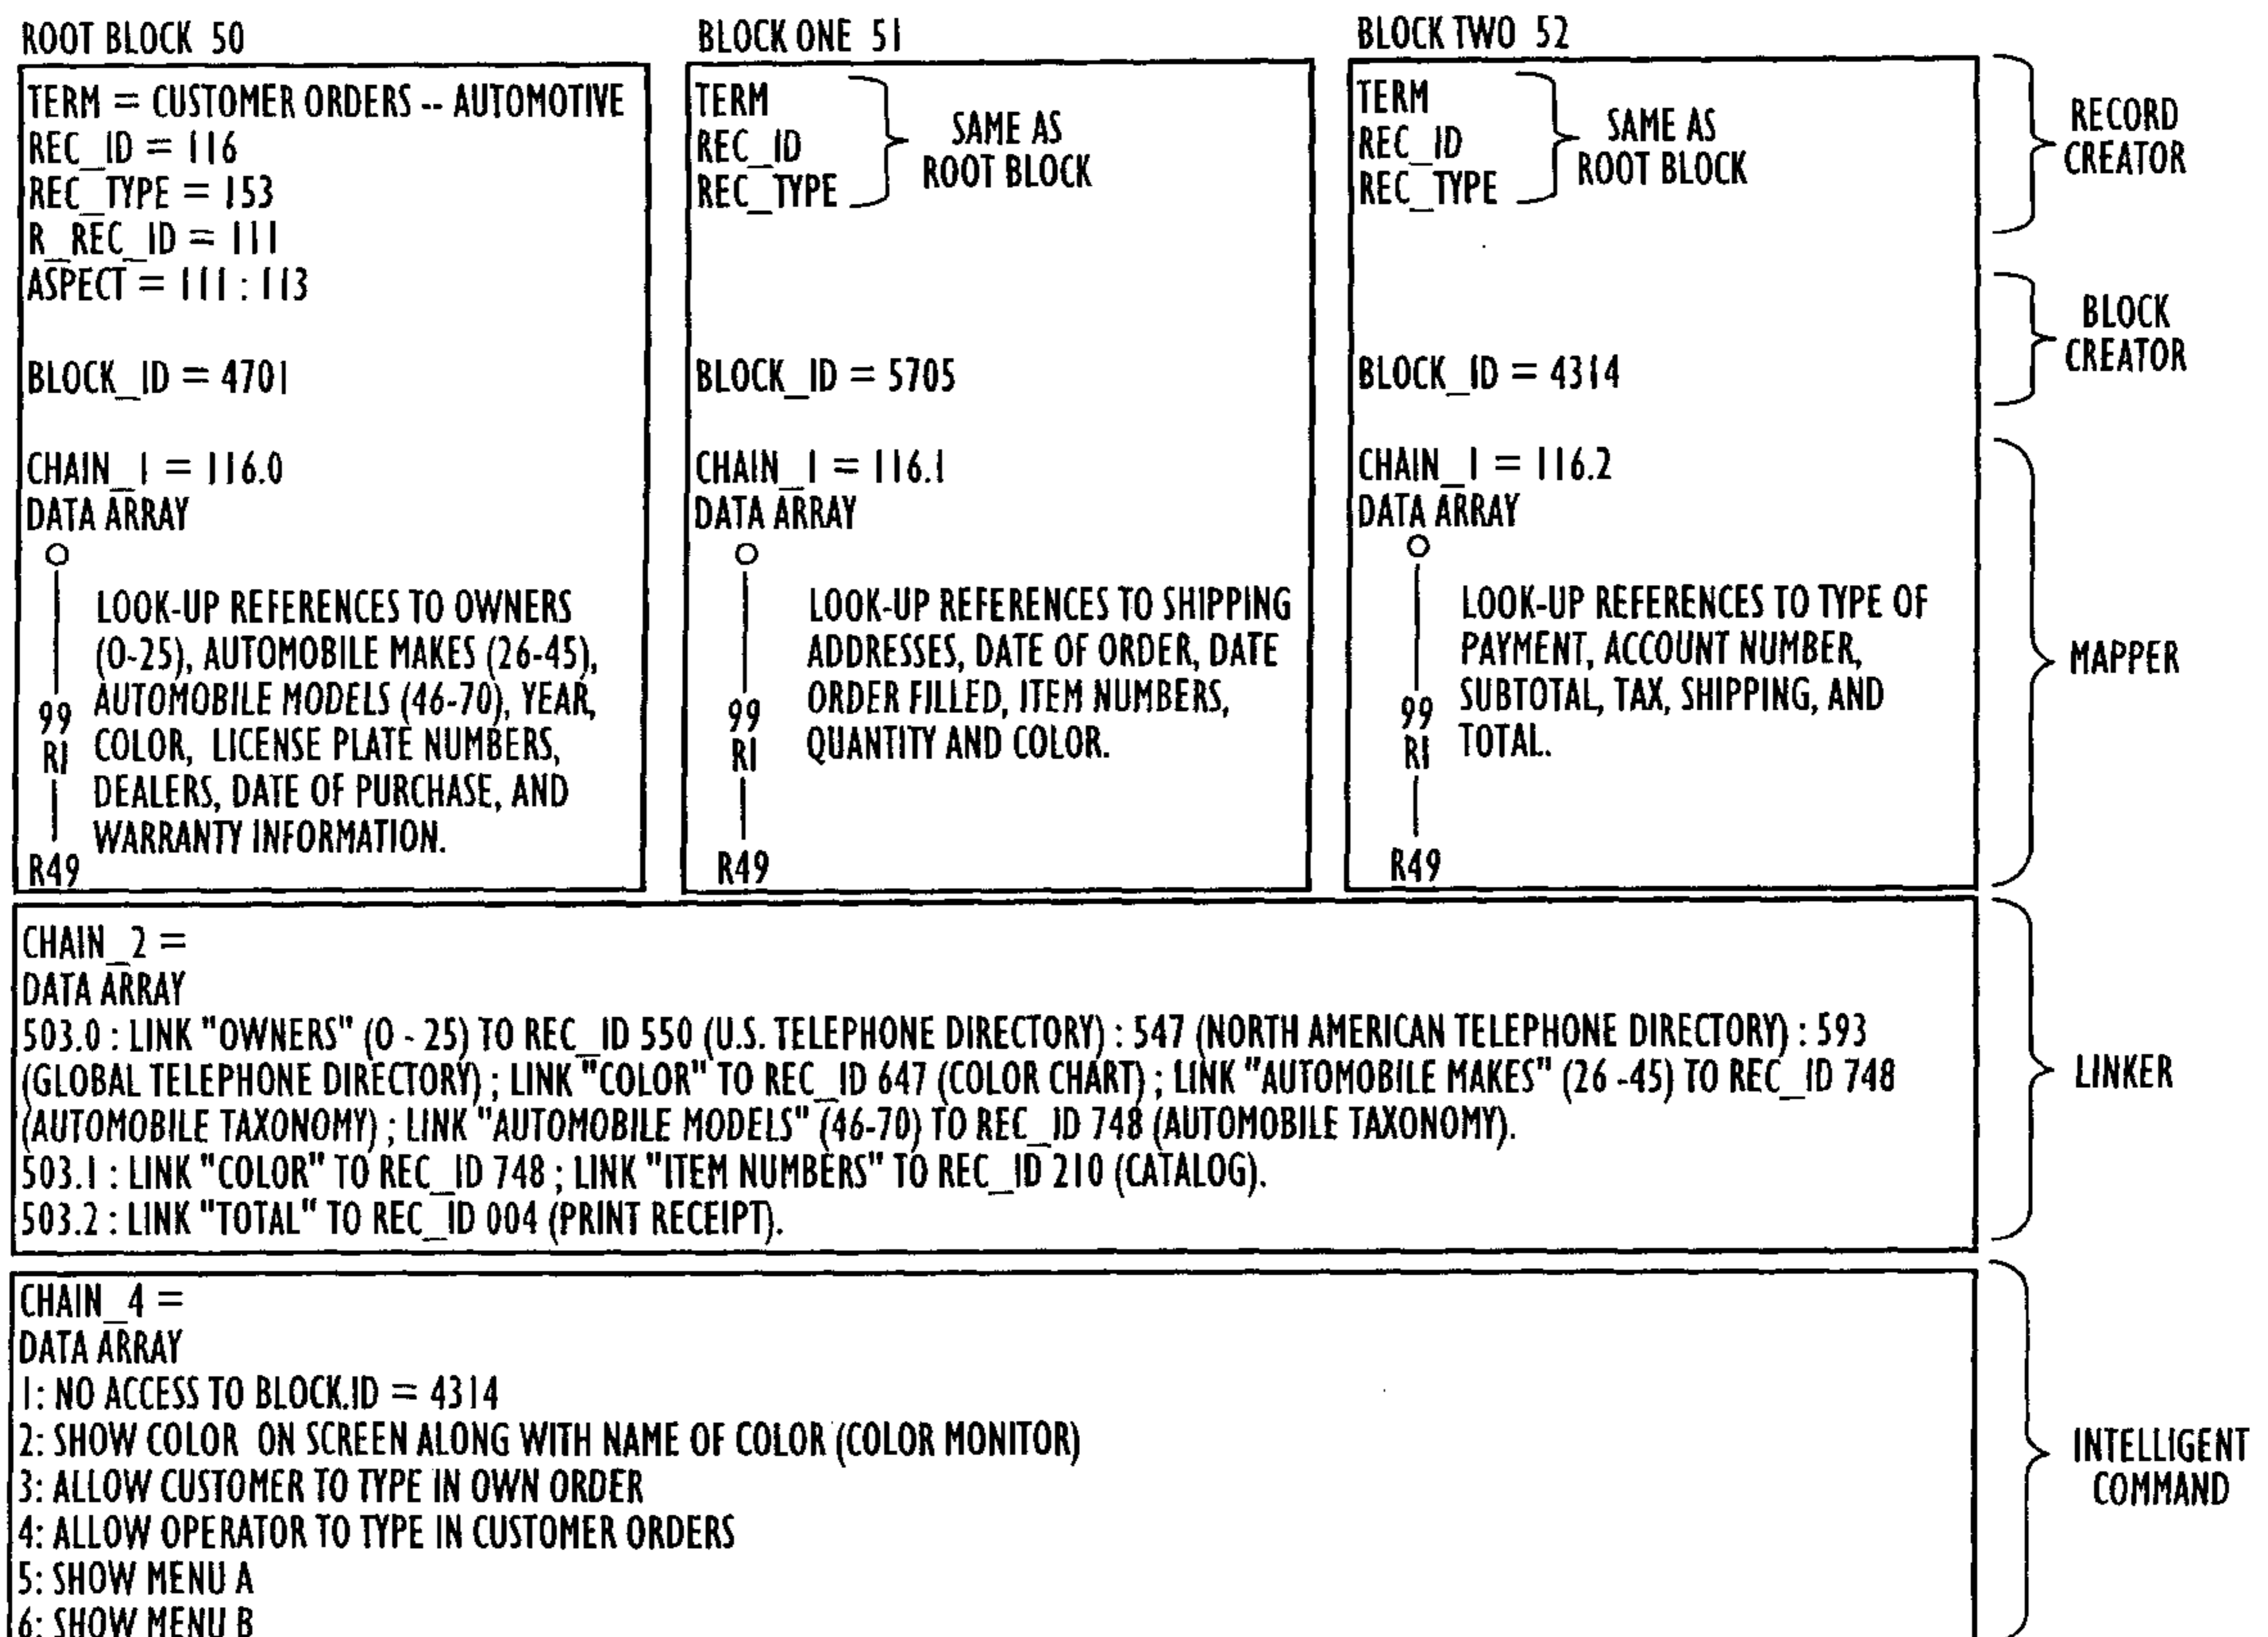 ROOT BLOCK 50
TERM = CUSTOMER ORDERS -- AUTOMOTIVE
REC_ID = 116
REC_TYPE = 153
R_REC_ID = 111
ASPECT = 111 : 113
BLOCK_ID = 4701
CHAIN_1 = 116.0
DATA ARRAY
0
99
R1
R49
LOOK-UP REFERENCES TO OWNERS
(0-25), AUTOMOBILE MAKES (26-45),
AUTOMOBILE MODELS (46-70), YEAR,
COLOR, LICENSE PLATE NUMBERS,
DEALERS, DATE OF PURCHASE, AND
WARRANTY INFORMATION.
BLOCK ONE 51
TERM
REC_ID
REC_TYPE
SAME AS
ROOT BLOCK
BLOCK_ID = 5705
CHAIN_1 = 116.1
DATA ARRAY
0
99
R1
R49
LOOK-UP REFERENCES TO SHIPPING
ADDRESSES, DATE OF ORDER, DATE
ORDER FILLED, ITEM NUMBERS,
QUANTITY AND COLOR.
BLOCK TWO 52
TERM
REC_ID
REC_TYPE
SAME AS
ROOT BLOCK
BLOCK_ID = 4314
CHAIN_1 = 116.2
DATA ARRAY
0
99
R1
R49
LOOK-UP REFERENCES TO TYPE OF
PAYMENT, ACCOUNT NUMBER,
SUBTOTAL, TAX, SHIPPING, AND
TOTAL.
RECORD
CREATOR
BLOCK
CREATOR
MAPPER
CHAIN_2 =
DATA ARRAY
503.0 : LINK "OWNERS" (0 - 25) TO REC_ID 550 (U.S. TELEPHONE DIRECTORY) : 547 (NORTH AMERICAN TELEPHONE DIRECTORY) : 593
(GLOBAL TELEPHONE DIRECTORY) ; LINK "COLOR" TO REC_ID 647 (COLOR CHART) ; LINK "AUTOMOBILE MAKES" (26 -45) TO REC_ID 748
(AUTOMOBILE TAXONOMY) ; LINK "AUTOMOBILE MODELS" (46-70) TO REC_ID 748 (AUTOMOBILE TAXONOMY).
503.1 : LINK "COLOR" TO REC_ID 748 ; LINK "ITEM NUMBERS" TO REC_ID 210 (CATALOG).
503.2 : LINK "TOTAL" TO REC_ID 004 (PRINT RECEIPT).
LINKER
CHAIN_4 =
DATA ARRAY
1: NO ACCESS TO BLOCK.ID = 4314
2: SHOW COLOR ON SCREEN ALONG WITH NAME OF COLOR (COLOR MONITOR)
3: ALLOW CUSTOMER TO TYPE IN OWN ORDER
4: ALLOW OPERATOR TO TYPE IN CUSTOMER ORDERS
5: SHOW MENU A
6: SHOW MENU B
INTELLIGENT
COMMAND